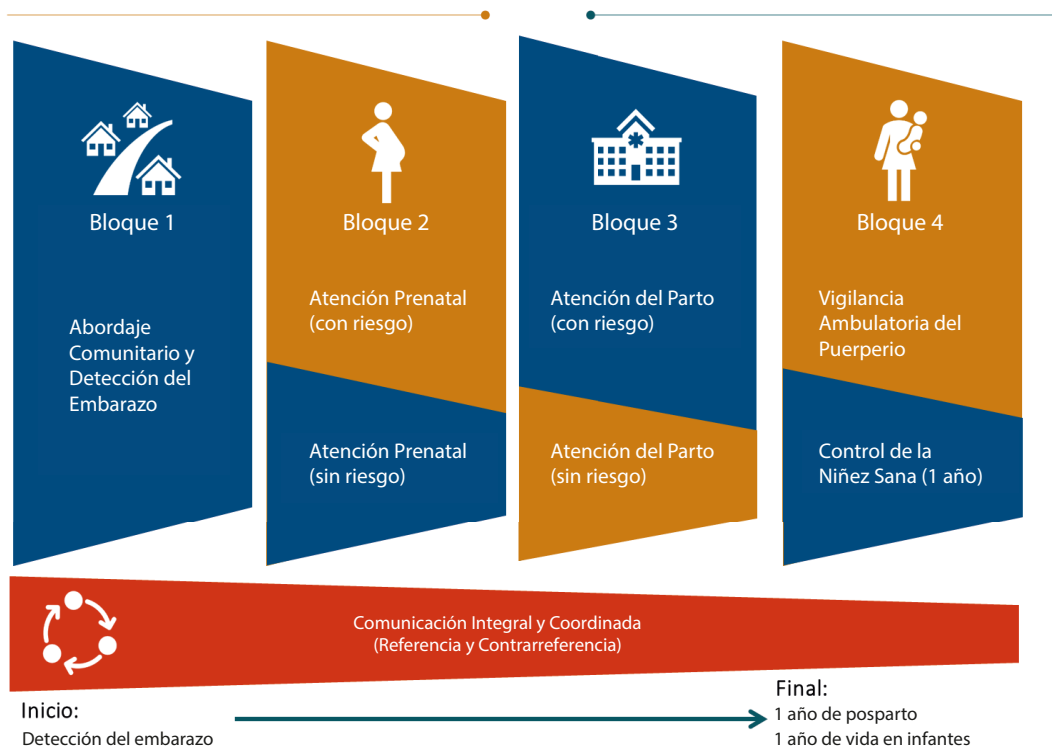 Bloque 1
Abordaje
Comunitario y
Detección del
Embarazo
Bloque 2
Atención Prenatal
(con riesgo)
Atención Prenatal
(sin riesgo)
Bloque 3
Atención del Parto
(con riesgo)
Atención del Parto
(sin riesgo)
Bloque 4
Vigilancia
Ambulatoria del
Puerperio
Control de la
Niñez Sana (1 año)
Comunicación Integral y Coordinada
(Referencia y Contrarreferencia)
Inicio:
Detección del embarazo
Final:
1 año de posparto
1 año de vida en infantes